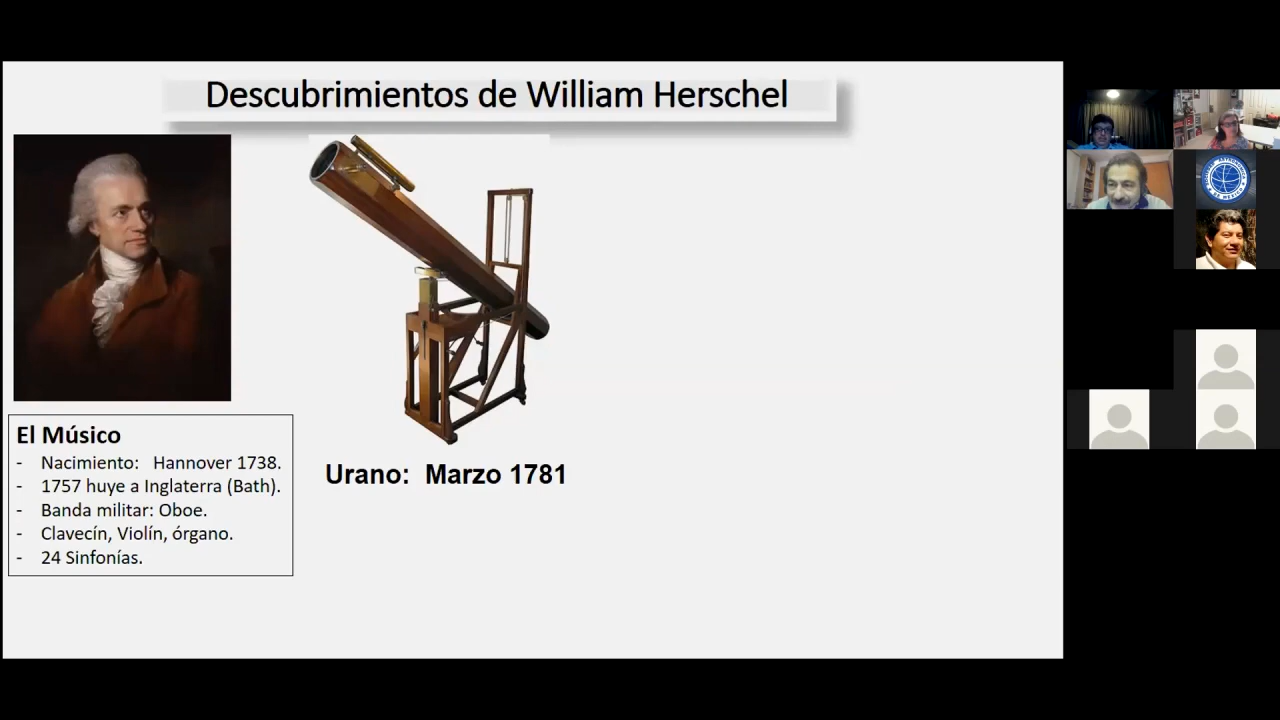 Descubrimientos de William Herschel
El Músico
- Nacimiento: Hannover 1738.
- 1757 huye a Inglaterra (Bath).
- Banda militar: Oboe.
- Clavecín, Violín, órgano.
- 24 Sinfonías.
Urano: Marzo 1781